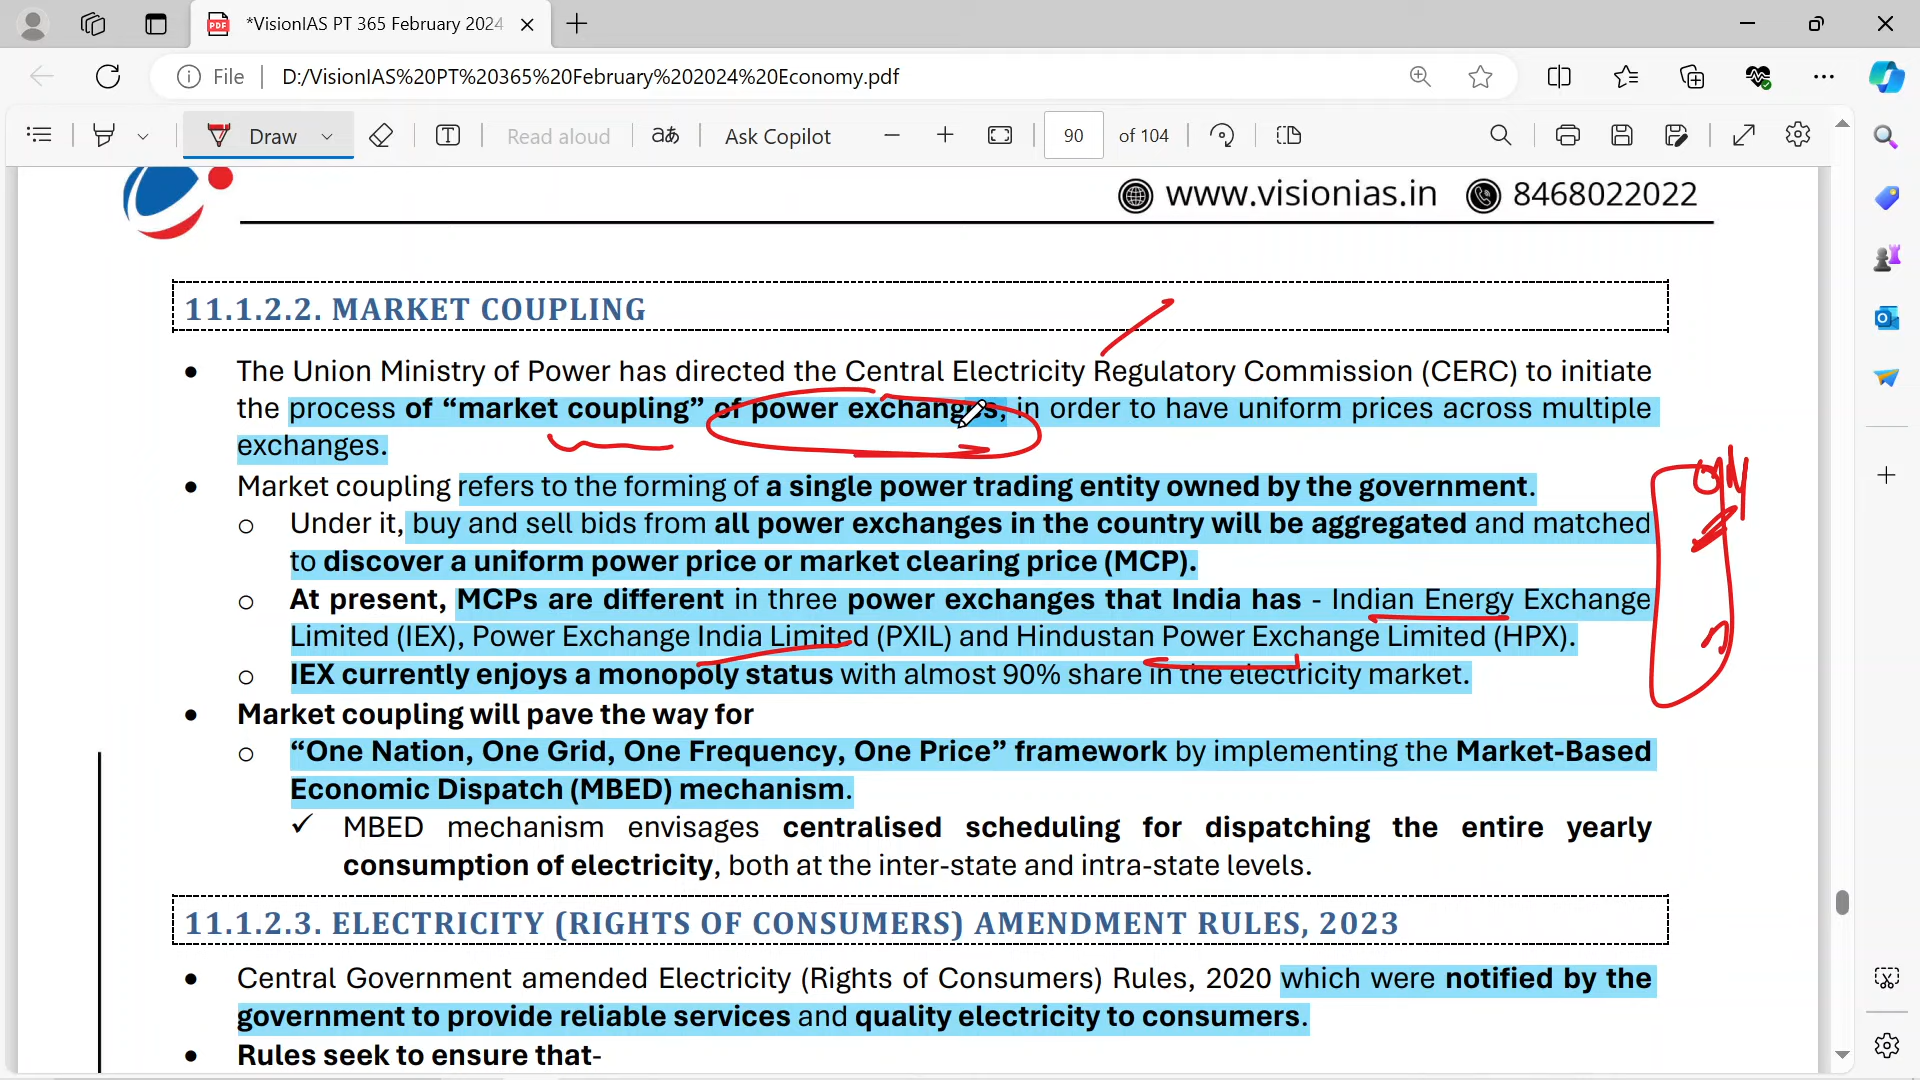 *VisionIAS PT 365 February 2024
File
D:/VisionIAS%20PT%20365%20February%202024%20Economy.pdf
Draw
Read aloud
aあ
Ask Copilot
90
of 104
www.visionias.in 8468022022
11.1.2.2. MARKET COUPLING
• The Union Ministry of Power has directed the Central Electricity Regulatory Commission (CERC) to initiate
the process of “market coupling” of power exchanges, in order to have uniform prices across multiple
exchanges.
• Market coupling refers to the forming of a single power trading entity owned by the government.
o Under it, buy and sell bids from all power exchanges in the country will be aggregated and matched
to discover a uniform power price or market clearing price (MCP).
o At present, MCPs are different in three power exchanges that India has - Indian Energy Exchange
Limited (IEX), Power Exchange India Limited (PXIL) and Hindustan Power Exchange Limited (HPX).
o IEX currently enjoys a monopoly status with almost 90% share in the electricity market.
• Market coupling will pave the way for
o “One Nation, One Grid, One Frequency, One Price” framework by implementing the Market-Based
Economic Dispatch (MBED) mechanism.
✓ MBED mechanism envisages centralised scheduling for dispatching the entire yearly
consumption of electricity, both at the inter-state and intra-state levels.
11.1.2.3. ELECTRICITY (RIGHTS OF CONSUMERS) AMENDMENT RULES, 2023
• Central Government amended Electricity (Rights of Consumers) Rules, 2020 which were notified by the
government to provide reliable services and quality electricity to consumers.
• Rules seek to ensure that-